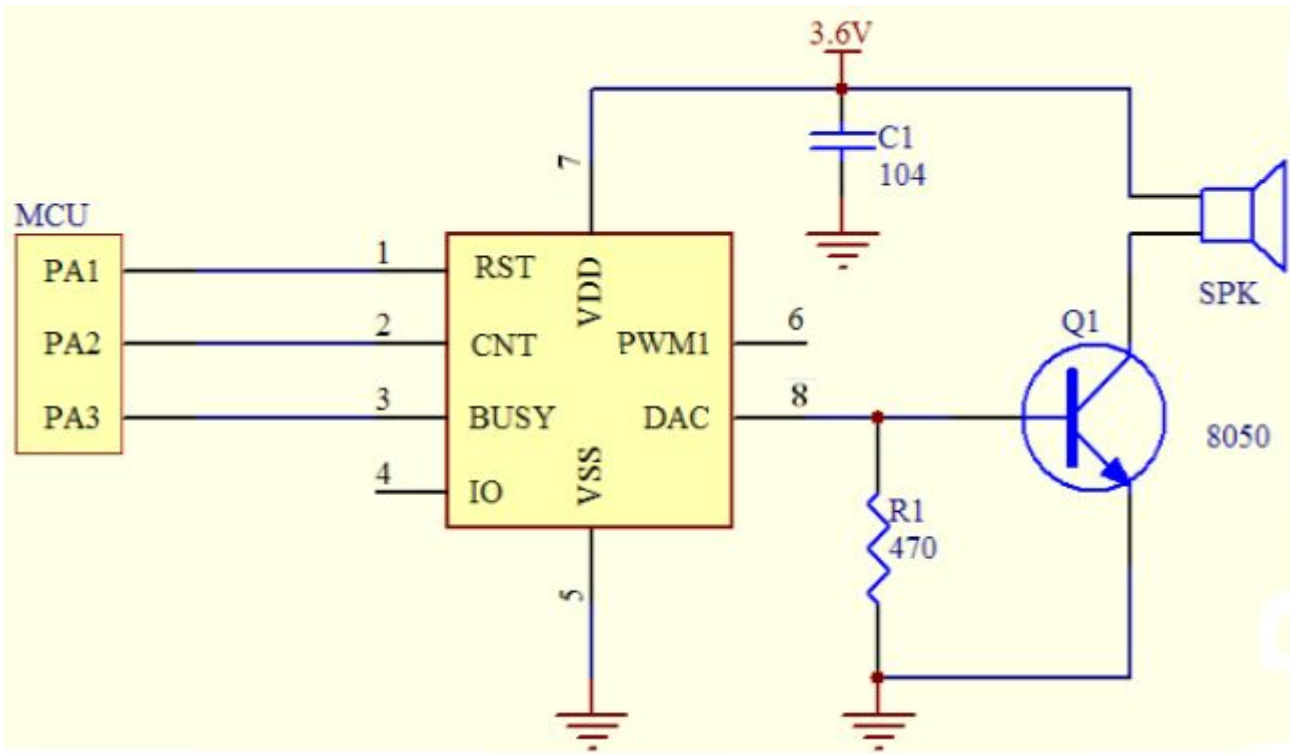 3.6V
C1
104
7
MCU
PA1
1
RST
VDD
SPK
PA2
2
CNT
PWM1
6
Q1
PA3
3
BUSY
DAC
8
8050
4
IO
VSS
R1
470
5